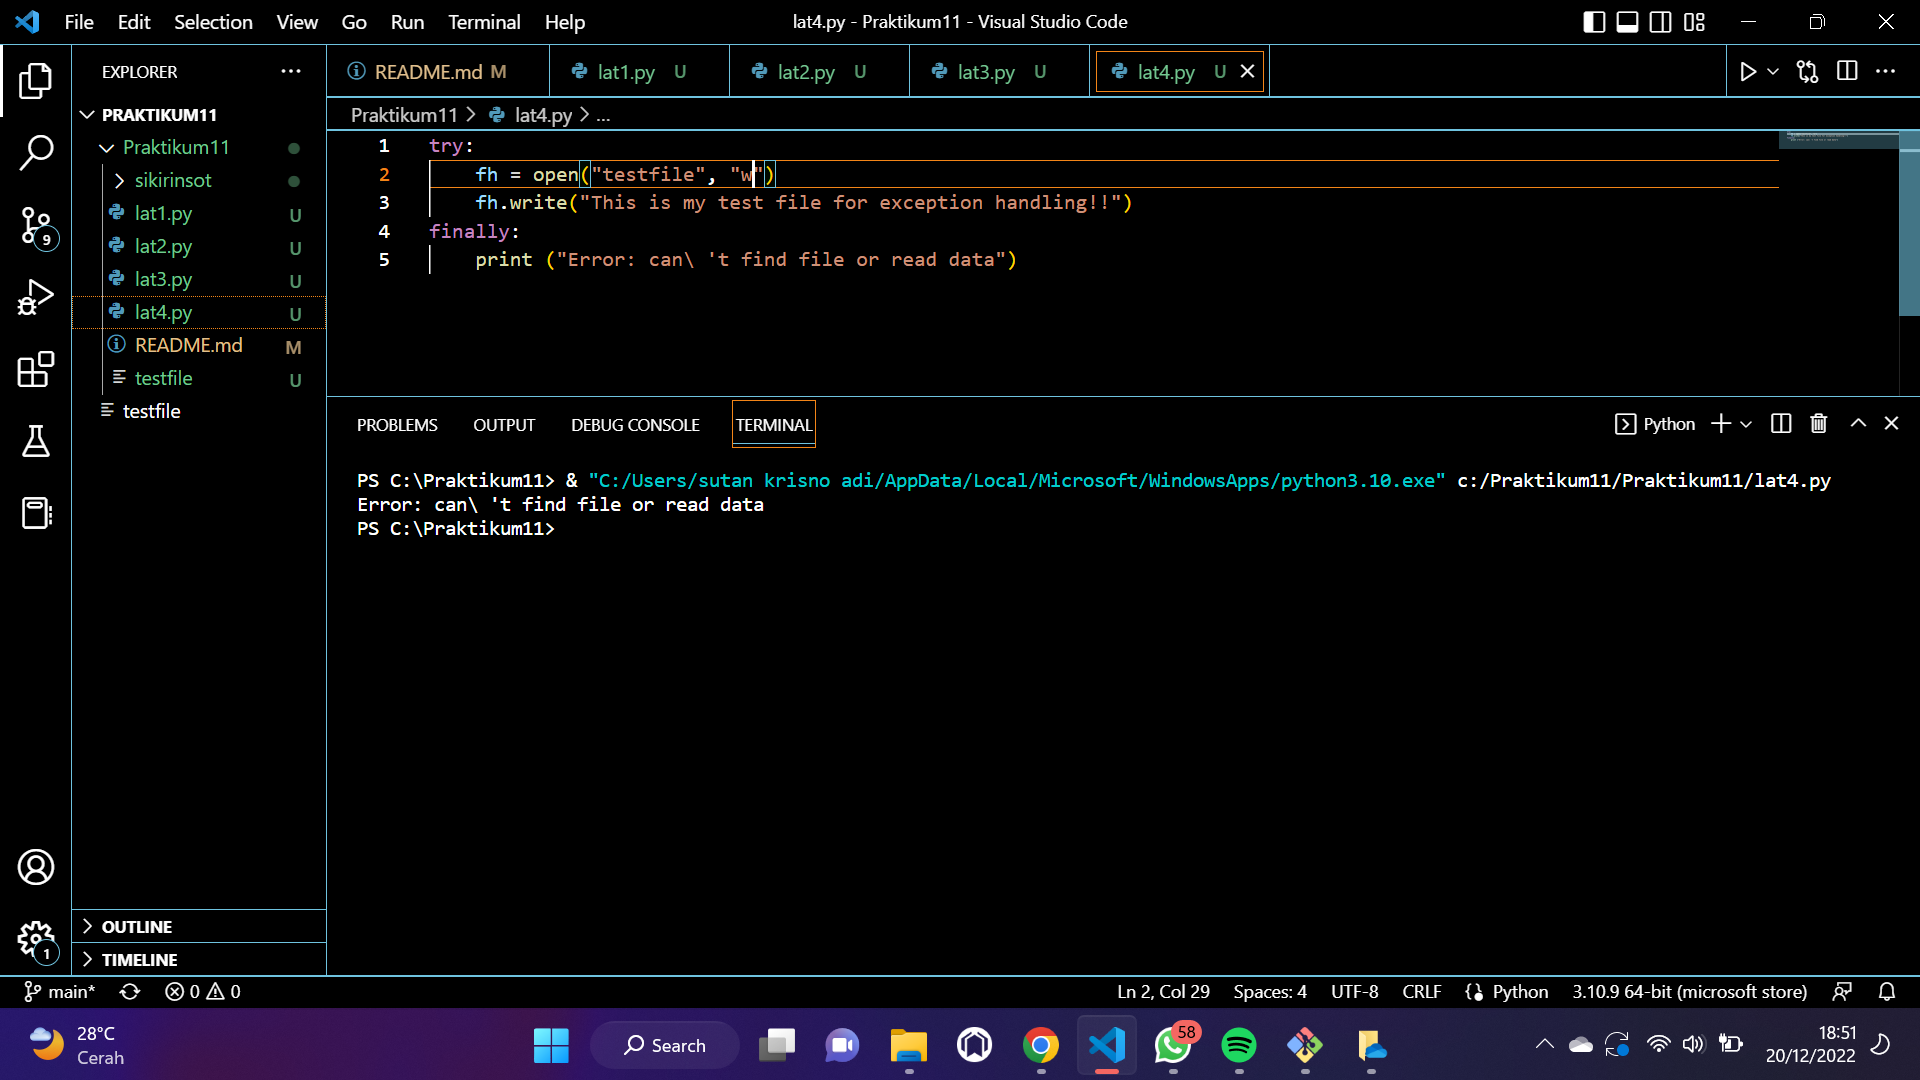 File Edit Selection View Go Run Terminal Help
lat4.py - Praktikum11 - Visual Studio Code
EXPLORER
PRAKTIKUM11
Praktikum11
sikirinsot
lat1.py U
lat2.py U
lat3.py U
lat4.py U
README.md M
testfile U
testfile
OUTLINE
TIMELINE
9
1
README.md M
lat1.py U
lat2.py U
lat3.py U
lat4.py U
Praktikum11 > lat4.py > ...
1 try:
2 fh = open("testfile", "w")
3 fh.write("This is my test file for exception handling!!")
4 finally:
5 print ("Error: can\ 't find file or read data")
PROBLEMS OUTPUT DEBUG CONSOLE TERMINAL
Python
PS C:\Praktikum11> & "C:/Users/sutan krisno adi/AppData/Local/Microsoft/WindowsApps/python3.10.exe" c:/Praktikum11/Praktikum11/lat4.py
Error: can\ 't find file or read data
PS C:\Praktikum11>
main* 0 0
Ln 2, Col 29 Spaces: 4 UTF-8 CRLF Python 3.10.9 64-bit (microsoft store)
28°C
Cerah
Search
58
18:51
20/12/2022